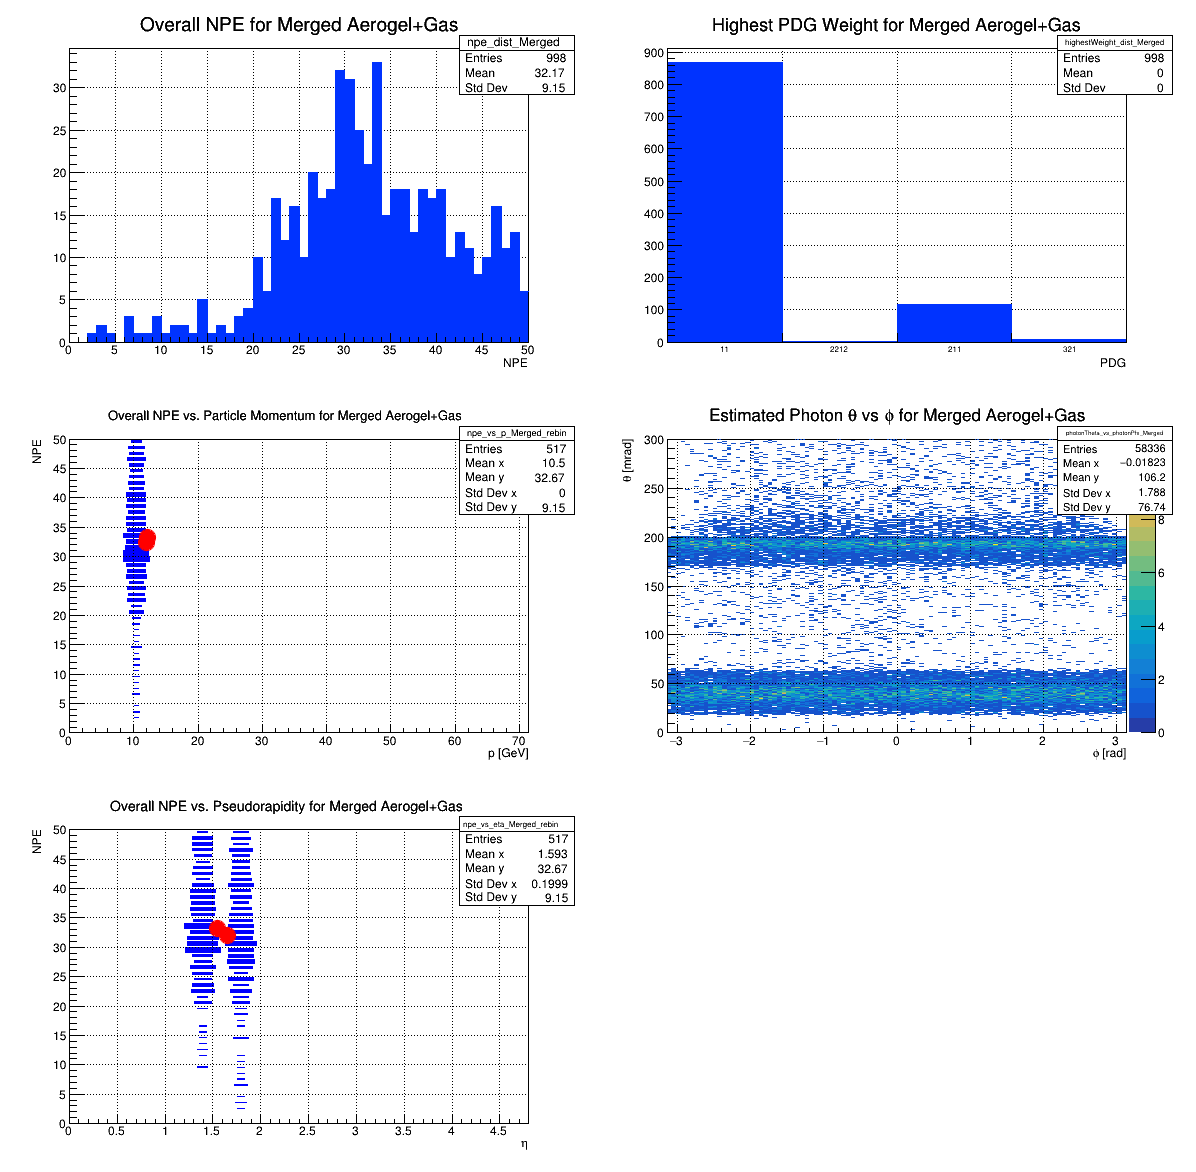 Overall NPE for Merged Aerogel+Gas
npe_dist_Merged
Entries 998
Mean 32.17
Std Dev 9.15
30
25
20
15
10
5
0
0 5 10 15 20 25 30 35 40 45 50
NPE
Highest PDG Weight for Merged Aerogel+Gas
highestWeight_dist_Merged
Entries 998
Mean 0
Std Dev 0
900
800
700
600
500
400
300
200
100
0
11 2212 211 321
PDG
Overall NPE vs. Particle Momentum for Merged Aerogel+Gas
npe_vs_p_Merged_rebin
Entries 517
Mean x 10.5
Mean y 32.67
Std Dev x 0
Std Dev y 9.15
NPE
50
45
40
35
30
25
20
15
10
5
0
0 10 20 30 40 50 60 70
p [GeV]
Estimated Photon θ vs ϕ for Merged Aerogel+Gas
photonTheta_vs_photonPhi_Merged
Entries 58336
Mean x −0.01823
Mean y 106.2
Std Dev x 1.788
Std Dev y 76.74
θ [mrad]
300
250
200
150
100
50
0
−3 −2 −1 0 1 2 3
ϕ [rad]
8
6
4
2
0
Overall NPE vs. Pseudorapidity for Merged Aerogel+Gas
npe_vs_eta_Merged_rebin
Entries 517
Mean x 1.593
Mean y 32.67
Std Dev x 0.1999
Std Dev y 9.15
NPE
50
45
40
35
30
25
20
15
10
5
0
0 0.5 1 1.5 2 2.5 3 3.5 4 4.5
η